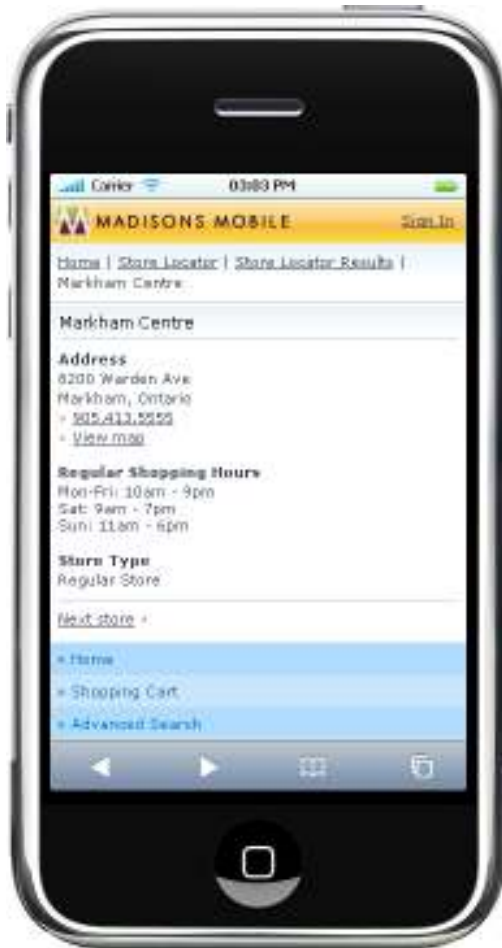 Carrier 03:03 PM
MADISONS MOBILE Sign In
Home | Store Locator | Store Locator Results |
Markham Centre
Markham Centre
Address
8200 Warden Ave
Markham, Ontario
» 905.413.5555
» View map
Regular Shopping Hours
Mon-Fri: 10am - 9pm
Sat: 9am - 7pm
Sun: 11am - 6pm
Store Type
Regular Store
Next store »
» Home
» Shopping Cart
» Advanced Search